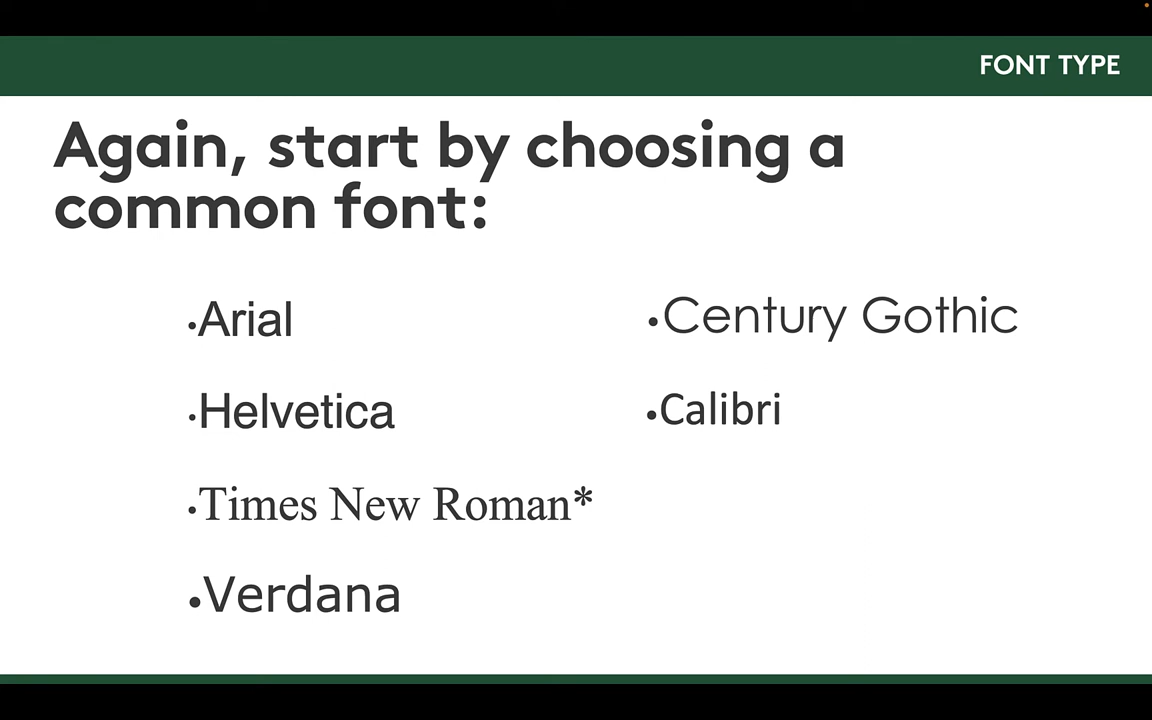 FONT TYPE
Again, start by choosing a
common font:
•Arial
•Helvetica
•Times New Roman*
•Verdana
•Century Gothic
•Calibri